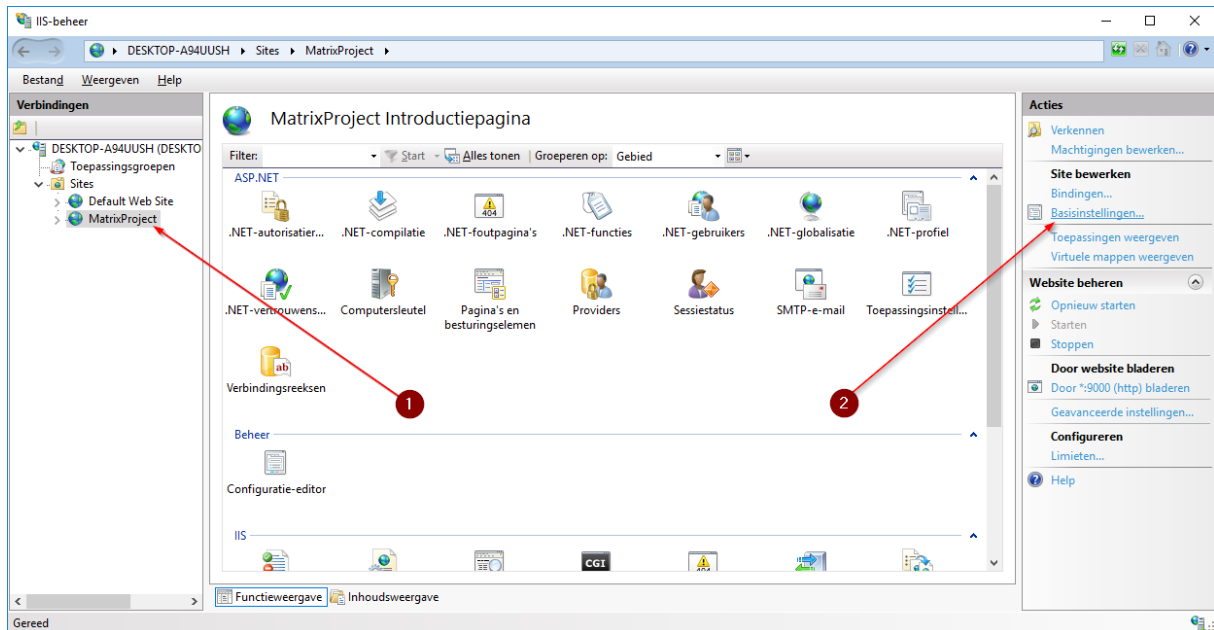 IIS-beheer
DESKTOP-A94UUSH Sites MatrixProject
Bestand Weergeven Help
Verbindingen
DESKTOP-A94UUSH (DESKTO
Toepassingsgroepen
Sites
Default Web Site
MatrixProject
MatrixProject Introductiepagina
Filter: Start Alles tonen Groeperen op: Gebied
ASP.NET
.NET-autorisatier... .NET-compilatie .NET-foutpagina's .NET-functies .NET-gebruikers .NET-globalisatie .NET-profiel
404
.NET-vertrouwens... Computersleutel Pagina's en besturingselemen Providers Sessiestatus SMTP-e-mail Toepassingsinstell...
ab
Verbindingsreeksen
1
2
Beheer
Configuratie-editor
IIS
CGI
404
Functieweergave Inhoudsweergave
Acties
Verkennen
Machtigingen bewerken...
Site bewerken
Bindingen...
Basisinstellingen...
Toepassingen weergeven
Virtuele mappen weergeven
Website beheren
Opnieuw starten
Starten
Stoppen
Door website bladeren
Door *:9000 (http) bladeren
Geavanceerde instellingen...
Configureren
Limieten...
Help
Gereed